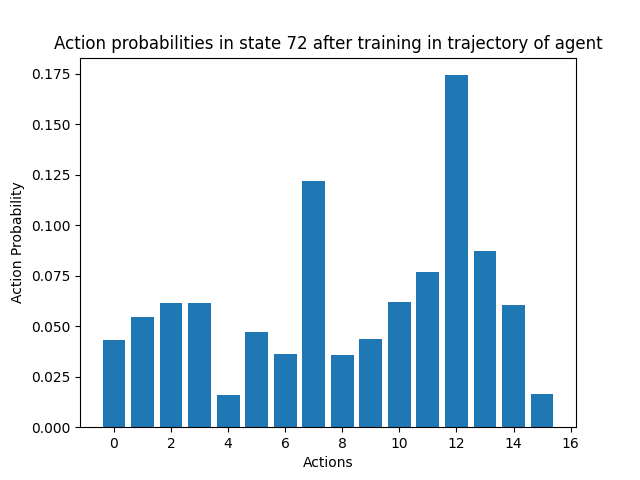 Action probabilities in state 72 after training in trajectory of agent
0.175
0.150
0.125
0.100
0.075
0.050
0.025
0.000
Action Probability
0 2 4 6 8 10 12 14 16
Actions